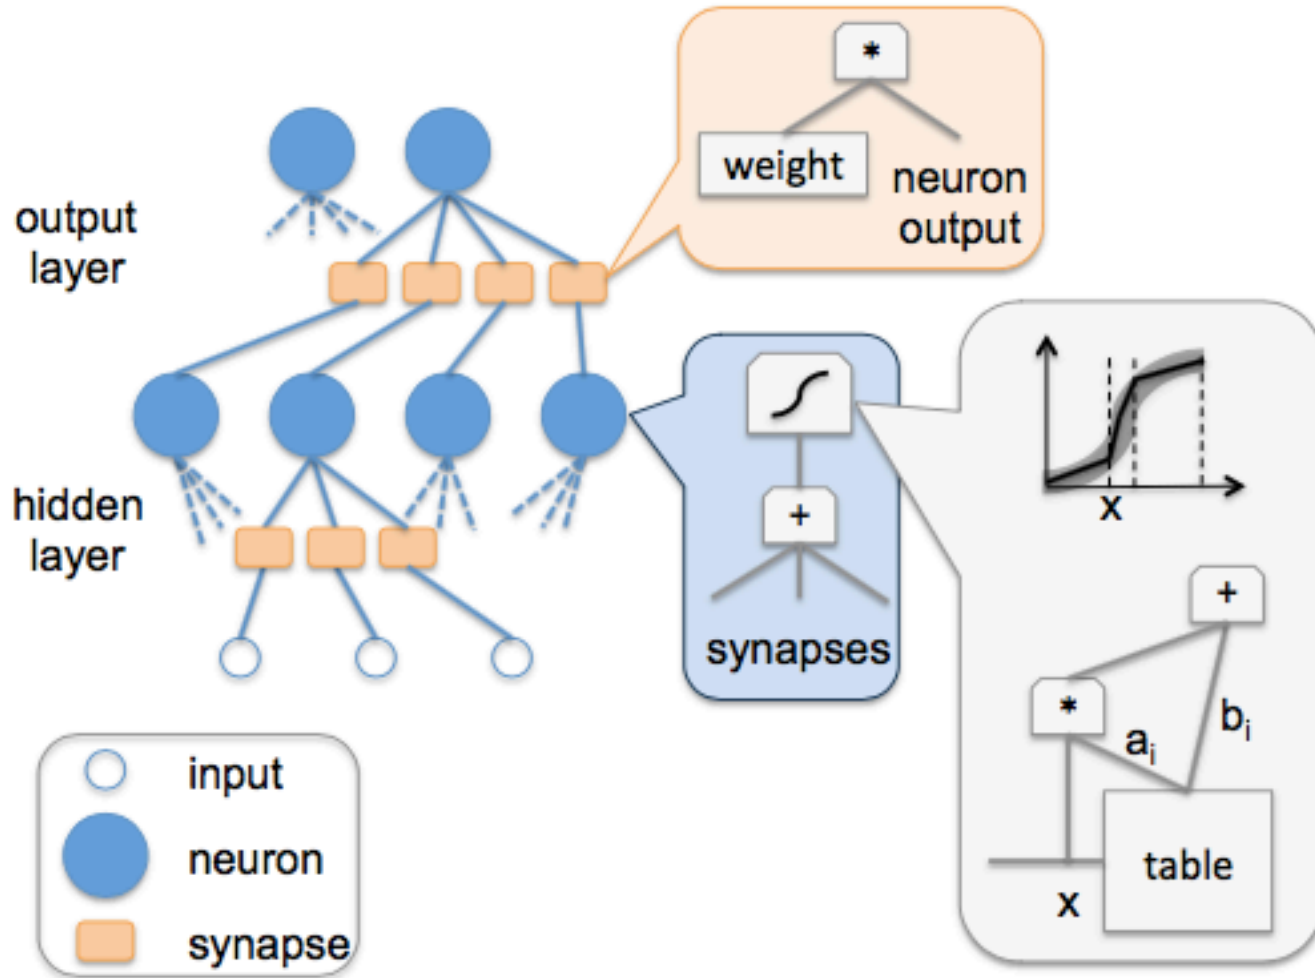 *
weight
neuron
output
output
layer
x
+
synapses
hidden
layer
+
*
a_i
b_i
table
x
input
neuron
synapse